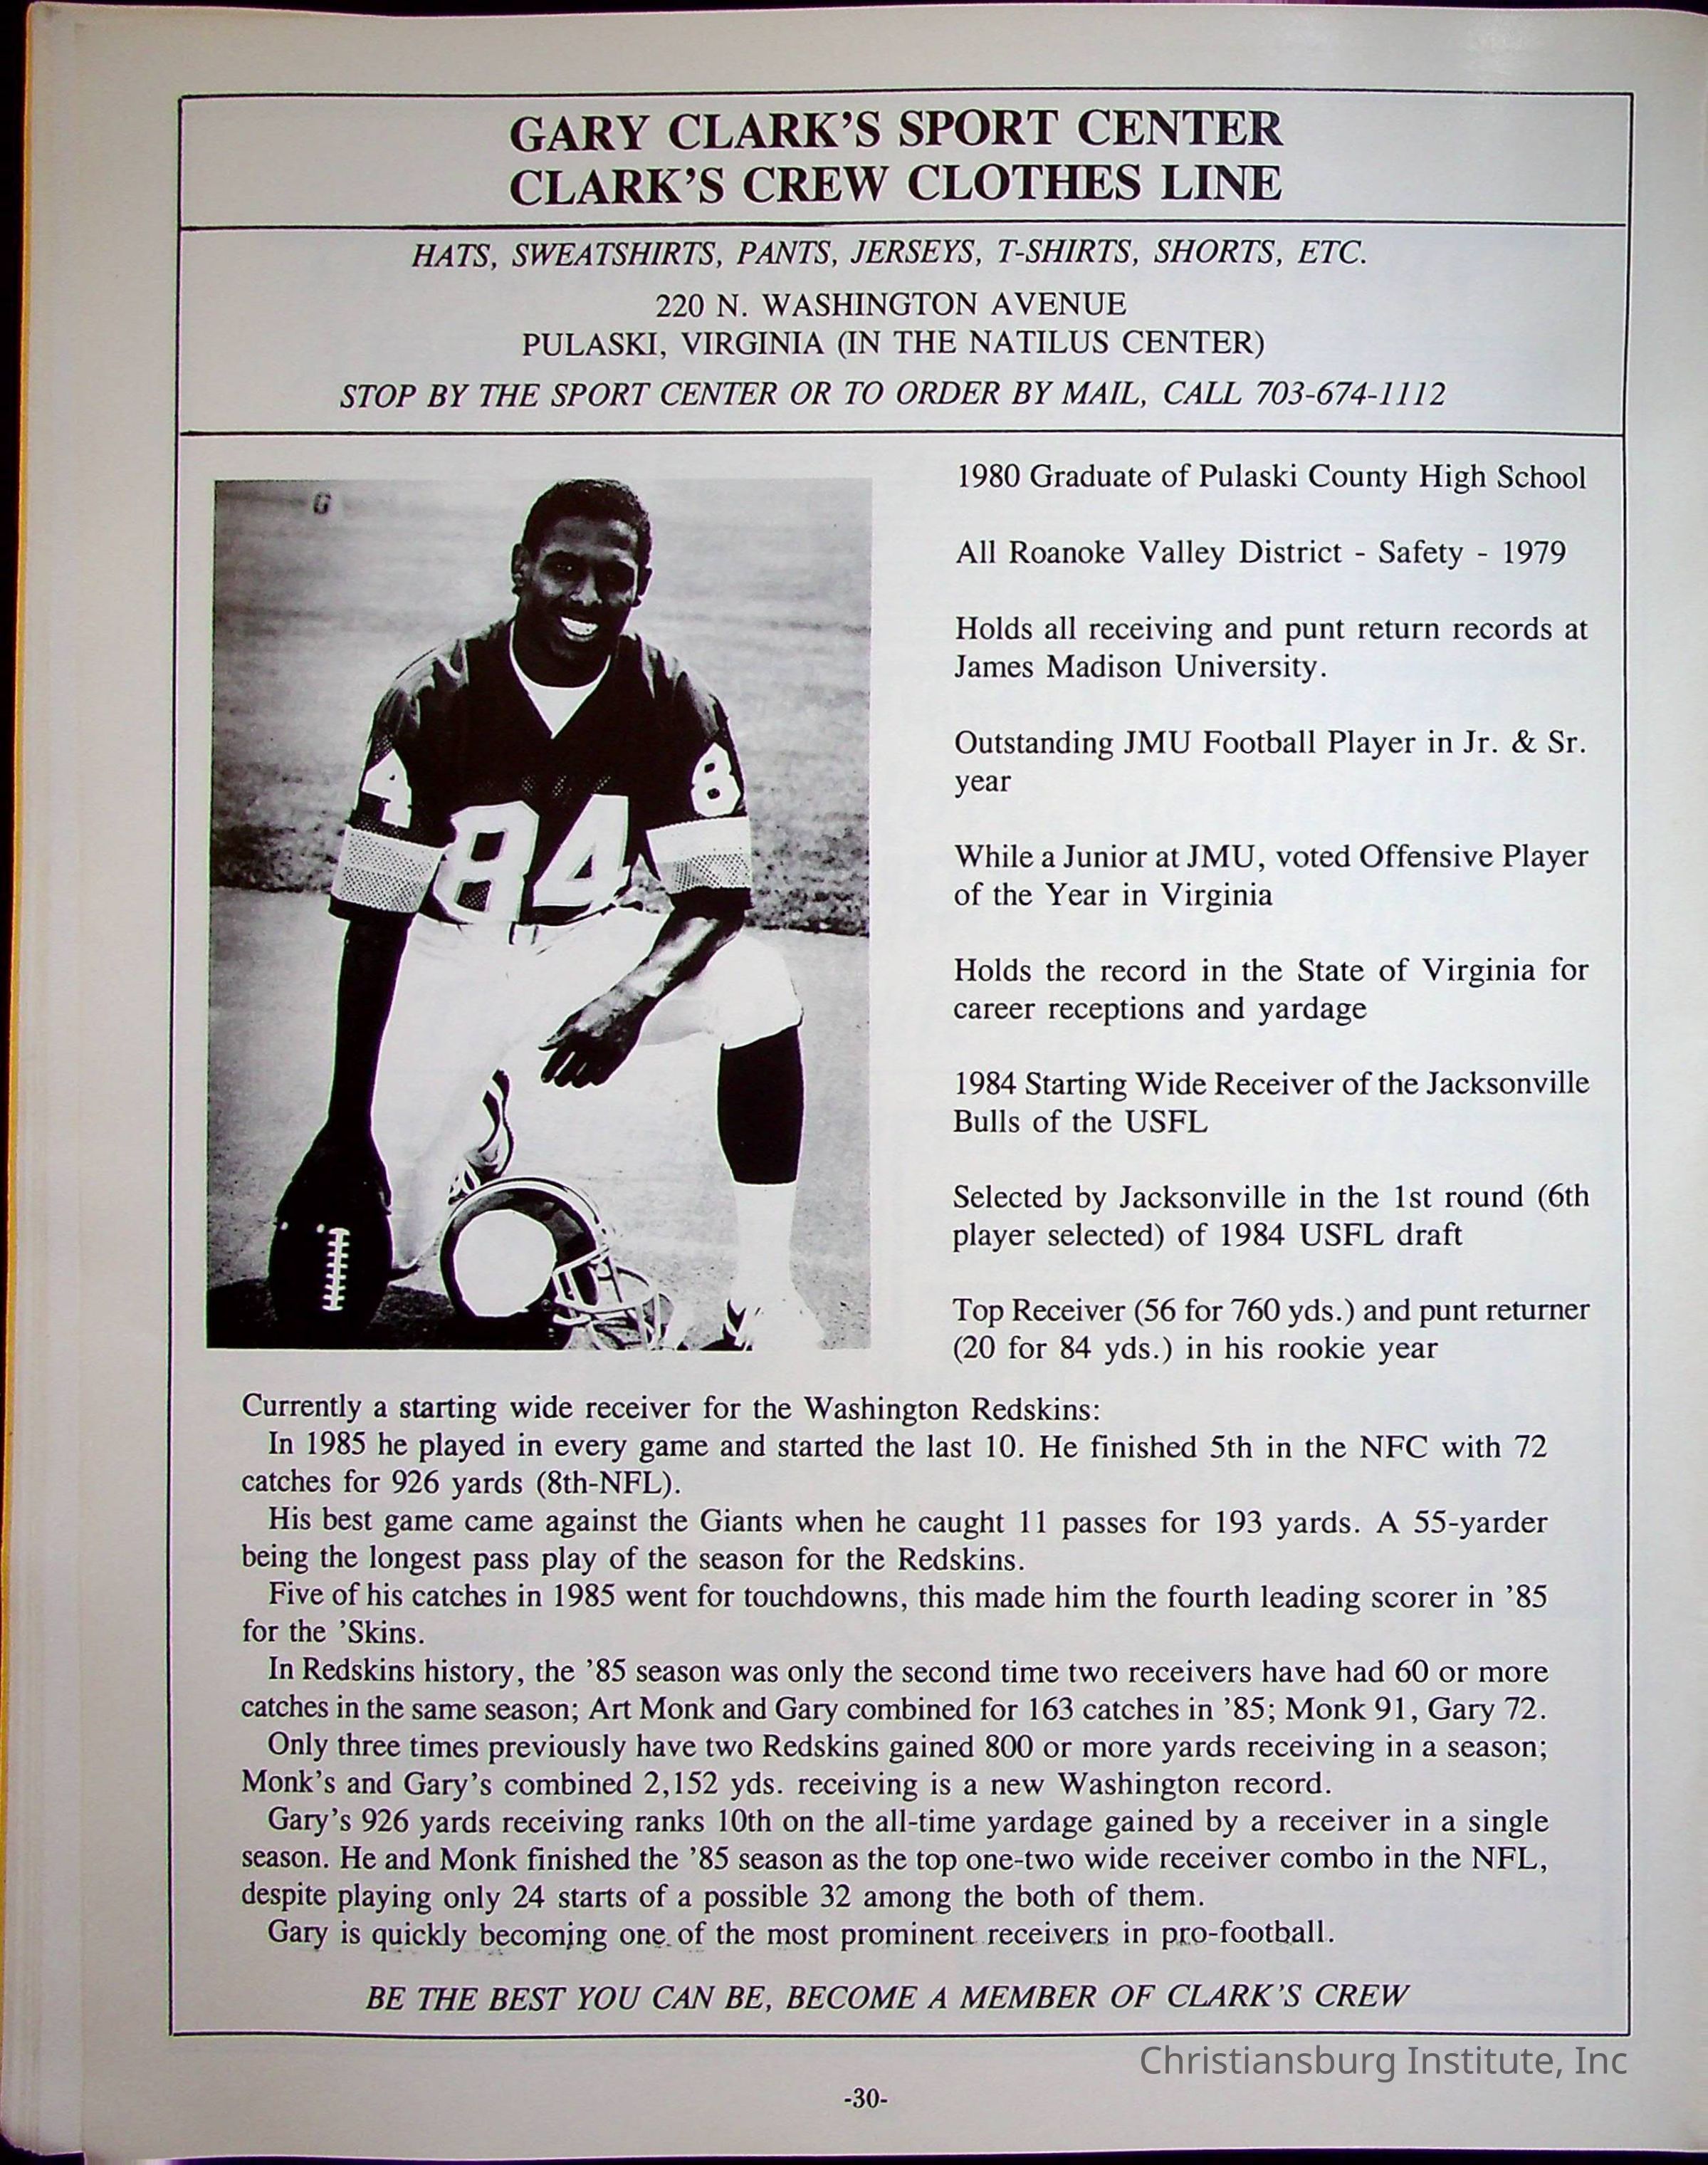 GARY CLARK'S SPORT CENTER
CLARK'S CREW CLOTHES LINE
HATS, SWEATSHIRTS, PANTS, JERSEYS, T-SHIRTS, SHORTS, ETC.
220 N. WASHINGTON AVENUE
PULASKI, VIRGINIA (IN THE NATILUS CENTER)
STOP BY THE SPORT CENTER OR TO ORDER BY MAIL, CALL 703-674-1112
G
4
8
84
1980 Graduate of Pulaski County High School
All Roanoke Valley District - Safety - 1979
Holds all receiving and punt return records at
James Madison University.
Outstanding JMU Football Player in Jr. & Sr.
year
While a Junior at JMU, voted Offensive Player
of the Year in Virginia
Holds the record in the State of Virginia for
career receptions and yardage
1984 Starting Wide Receiver of the Jacksonville
Bulls of the USFL
Selected by Jacksonville in the 1st round (6th
player selected) of 1984 USFL draft
Top Receiver (56 for 760 yds.) and punt returner
(20 for 84 yds.) in his rookie year
Currently a starting wide receiver for the Washington Redskins:
In 1985 he played in every game and started the last 10. He finished 5th in the NFC with 72
catches for 926 yards (8th-NFL).
His best game came against the Giants when he caught 11 passes for 193 yards. A 55-yarder
being the longest pass play of the season for the Redskins.
Five of his catches in 1985 went for touchdowns, this made him the fourth leading scorer in '85
for the 'Skins.
In Redskins history, the '85 season was only the second time two receivers have had 60 or more
catches in the same season; Art Monk and Gary combined for 163 catches in '85; Monk 91, Gary 72.
Only three times previously have two Redskins gained 800 or more yards receiving in a season;
Monk's and Gary's combined 2,152 yds. receiving is a new Washington record.
Gary's 926 yards receiving ranks 10th on the all-time yardage gained by a receiver in a single
season. He and Monk finished the '85 season as the top one-two wide receiver combo in the NFL,
despite playing only 24 starts of a possible 32 among the both of them.
Gary is quickly becoming one of the most prominent receivers in pro-football.
BE THE BEST YOU CAN BE, BECOME A MEMBER OF CLARK'S CREW
Christiansburg Institute, Inc
-30-